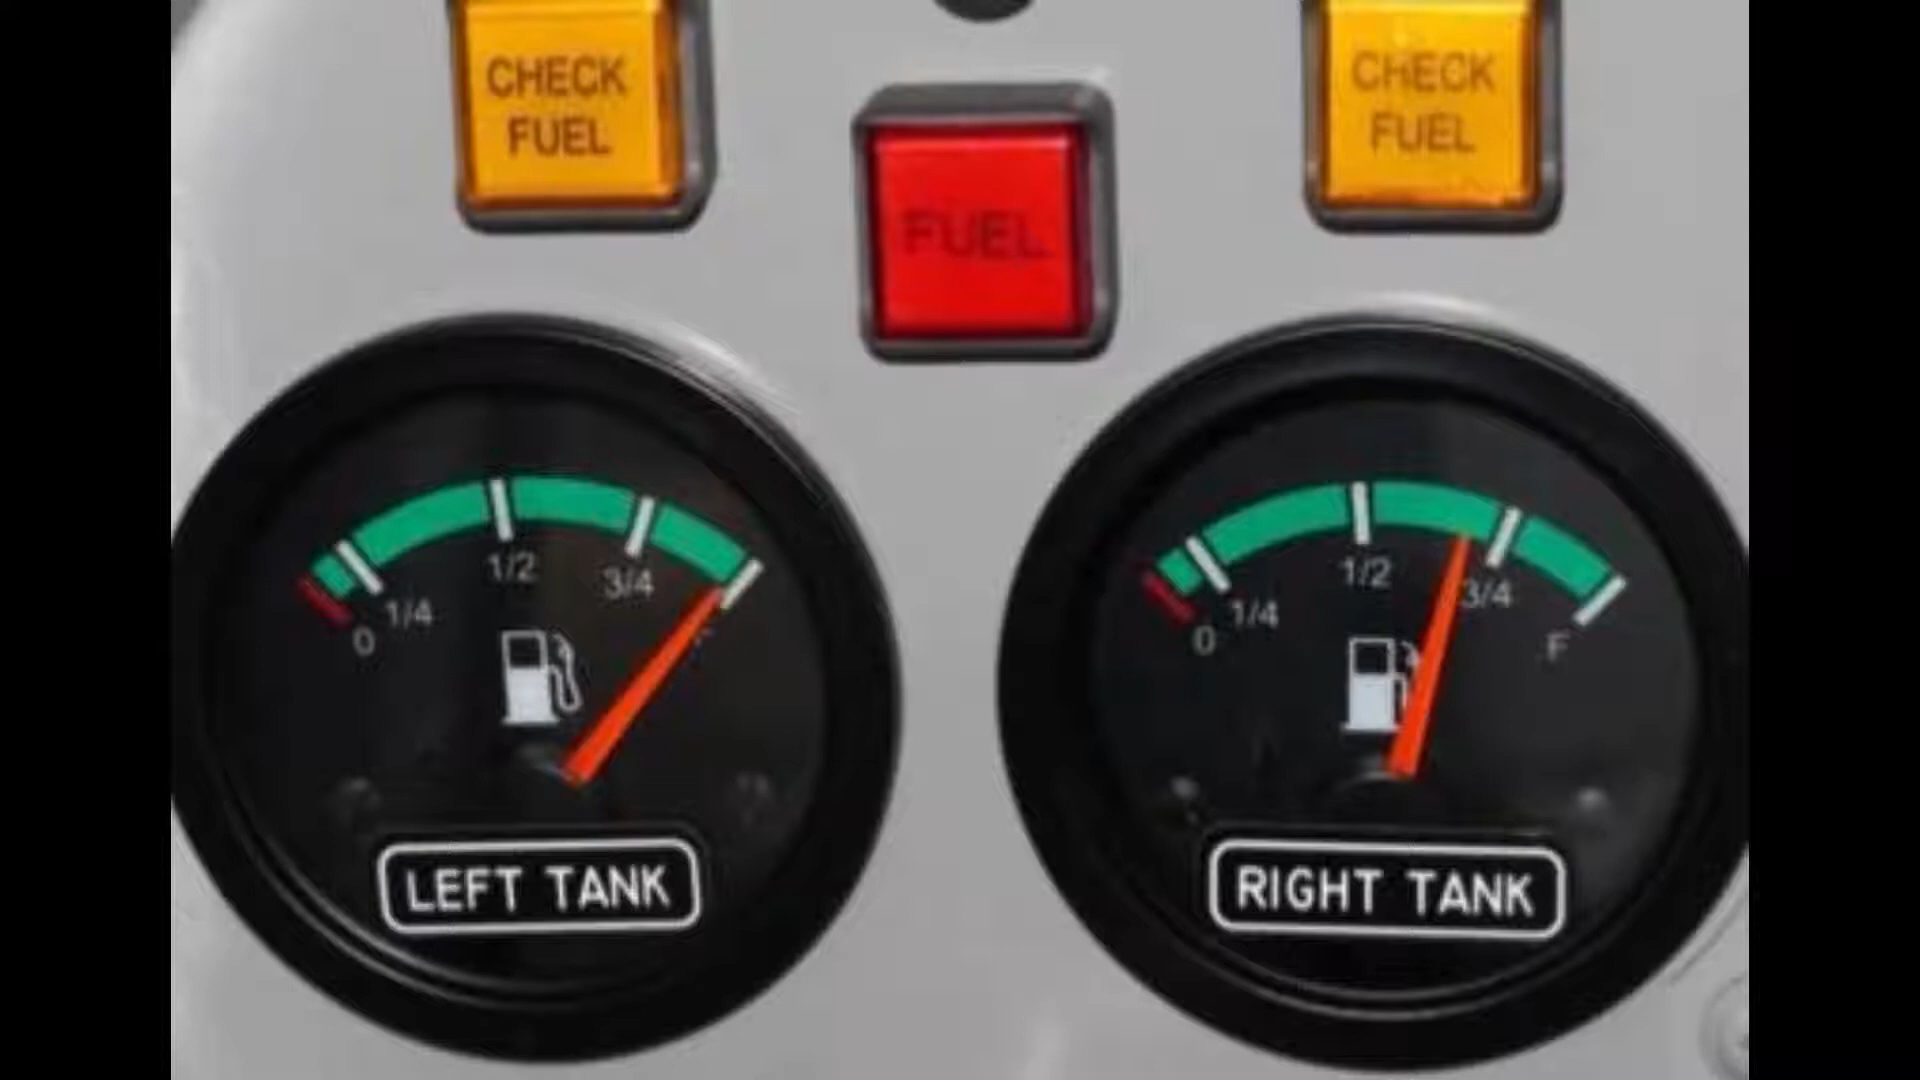 CHECK
FUEL
CHECK
FUEL
FUEL
0
1/4
1/2
3/4
0
1/4
1/2
3/4
F
LEFT TANK
RIGHT TANK